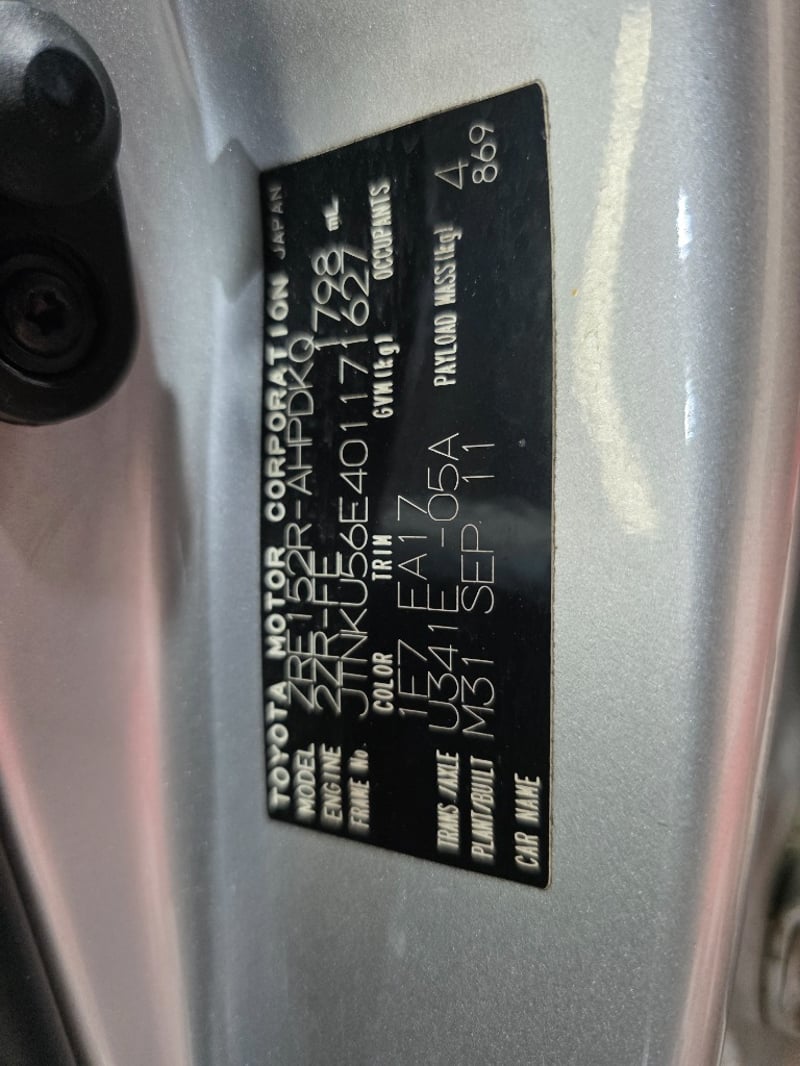 TOYOTA MOTOR CORPORATION JAPAN
MODEL ZRE152R-AHPDKQ
ENGINE 2ZR-FE 1798 mL
FRAME No. JTNKU56E401171627
COLOR TRIM GVM(kg) OCCUPANTS
1F7 EA17 4
TRANS/AXLE U341E -05A PAYLOAD MASS(kg) 869
PLANT/BUILT M31 SEP. 11
CAR NAME